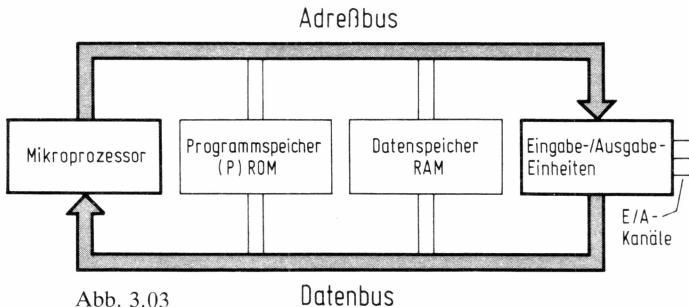 Adreßbus
Mikroprozessor
Programmspeicher
(P) ROM
Datenspeicher
RAM
Eingabe-/Ausgabe-
Einheiten
E/A-
Kanäle
Abb. 3.03
Datenbus